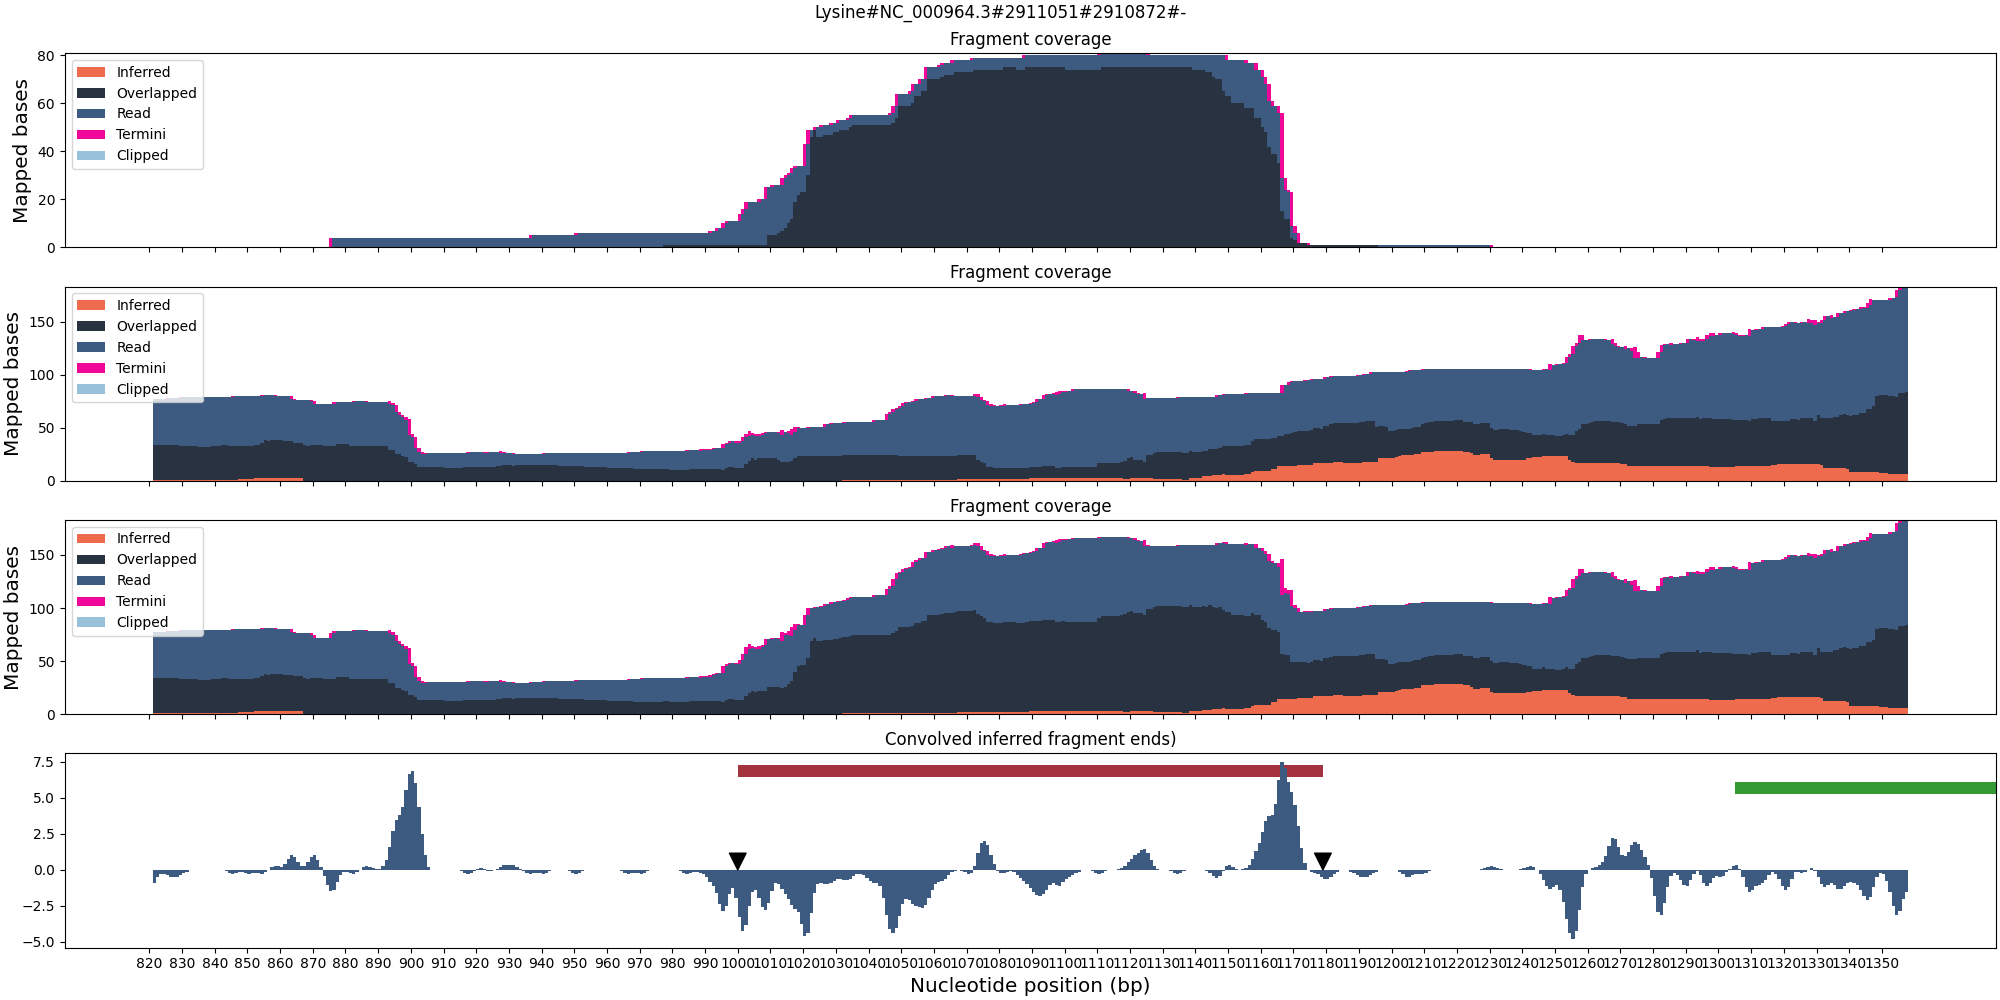 Lysine#NC_000964.3#2911051#2910872#-
Fragment coverage
80
60
40
20
0
Mapped bases
Inferred
Overlapped
Read
Termini
Clipped
Fragment coverage
150
100
50
0
Mapped bases
Inferred
Overlapped
Read
Termini
Clipped
Fragment coverage
150
100
50
0
Mapped bases
Inferred
Overlapped
Read
Termini
Clipped
Convolved inferred fragment ends)
7.5
5.0
2.5
0.0
−2.5
−5.0
820 830 840 850 860 870 880 890 900 910 920 930 940 950 960 970 980 990 1000 1010 1020 1030 1040 1050 1060 1070 1080 1090 1100 1110 1120 1130 1140 1150 1160 1170 1180 1190 1200 1210 1220 1230 1240 1250 1260 1270 1280 1290 1300 1310 1320 1330 1340 1350
Nucleotide position (bp)